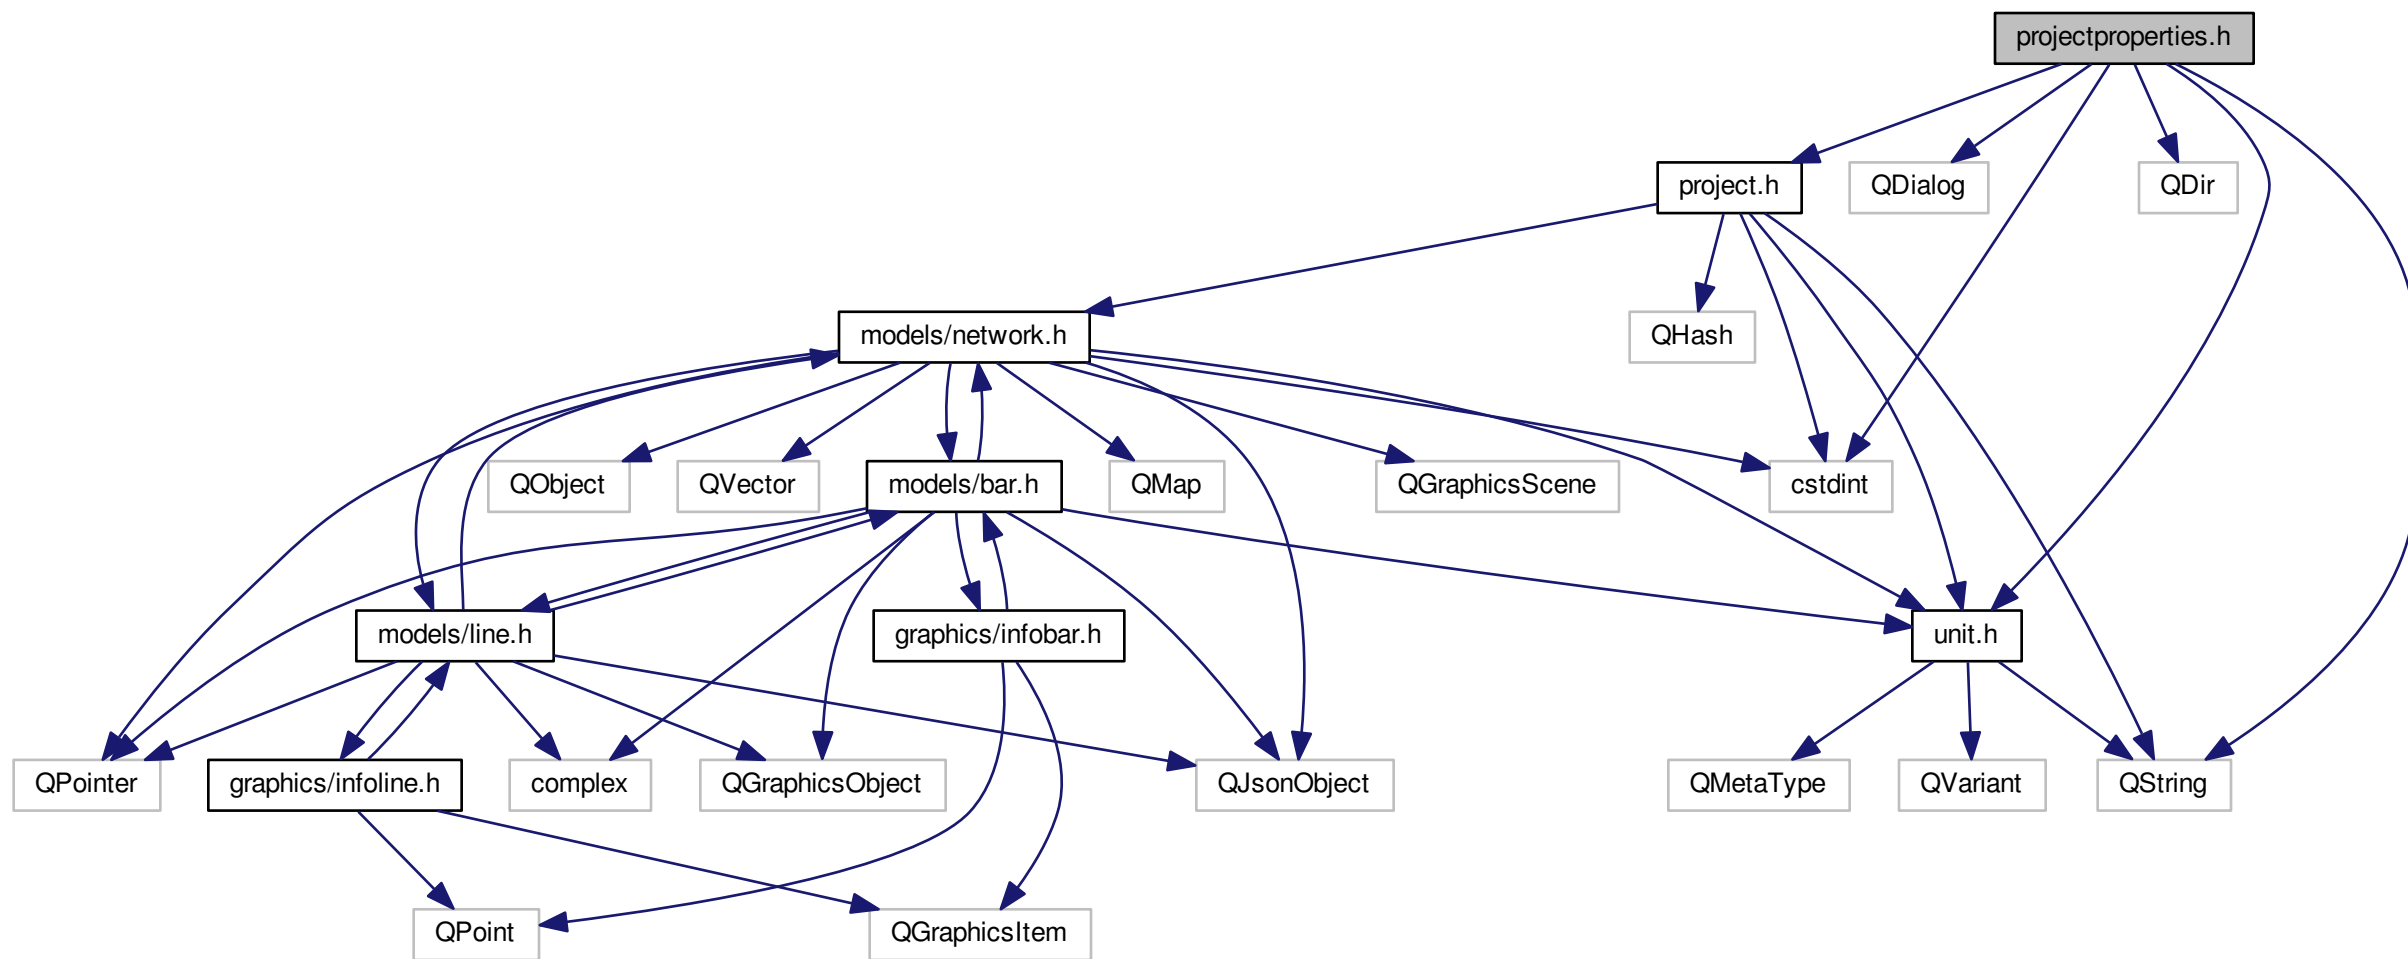 projectproperties.h
project.h
QDialog
QDir
models/network.h
QHash
QObject
QVector
models/bar.h
QMap
QGraphicsScene
cstdint
models/line.h
graphics/infobar.h
unit.h
QPointer
graphics/infoline.h
complex
QGraphicsObject
QJsonObject
QMetaType
QVariant
QString
QPoint
QGraphicsItem